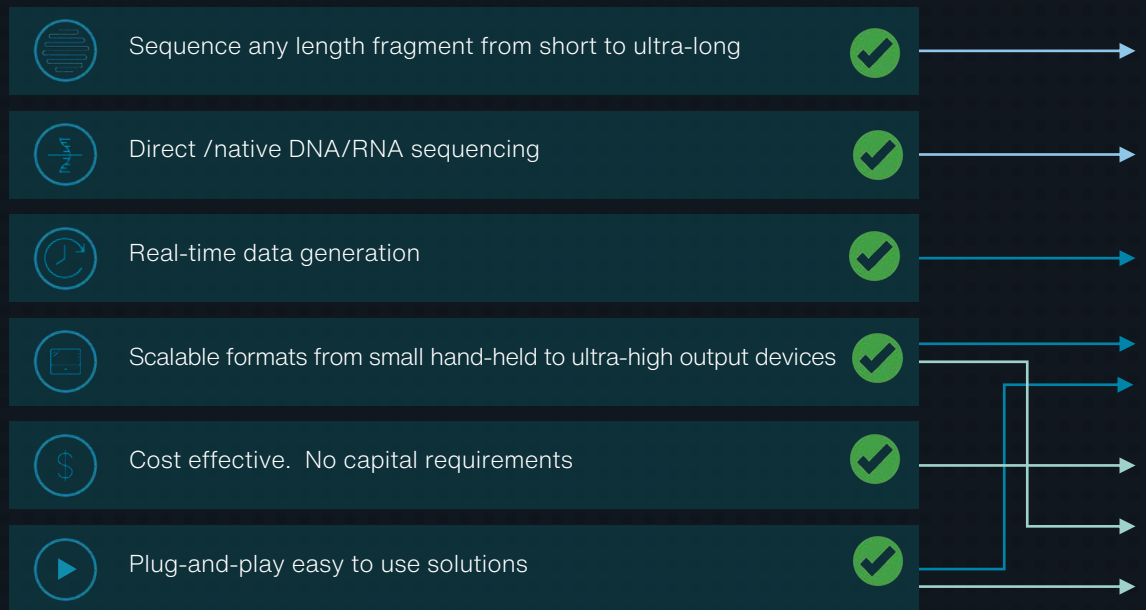 Sequence any length fragment from short to ultra-long
Direct /native DNA/RNA sequencing
Real-time data generation
Scalable formats from small hand-held to ultra-high output devices
$
Cost effective.  No capital requirements
Plug-and-play easy to use solutions